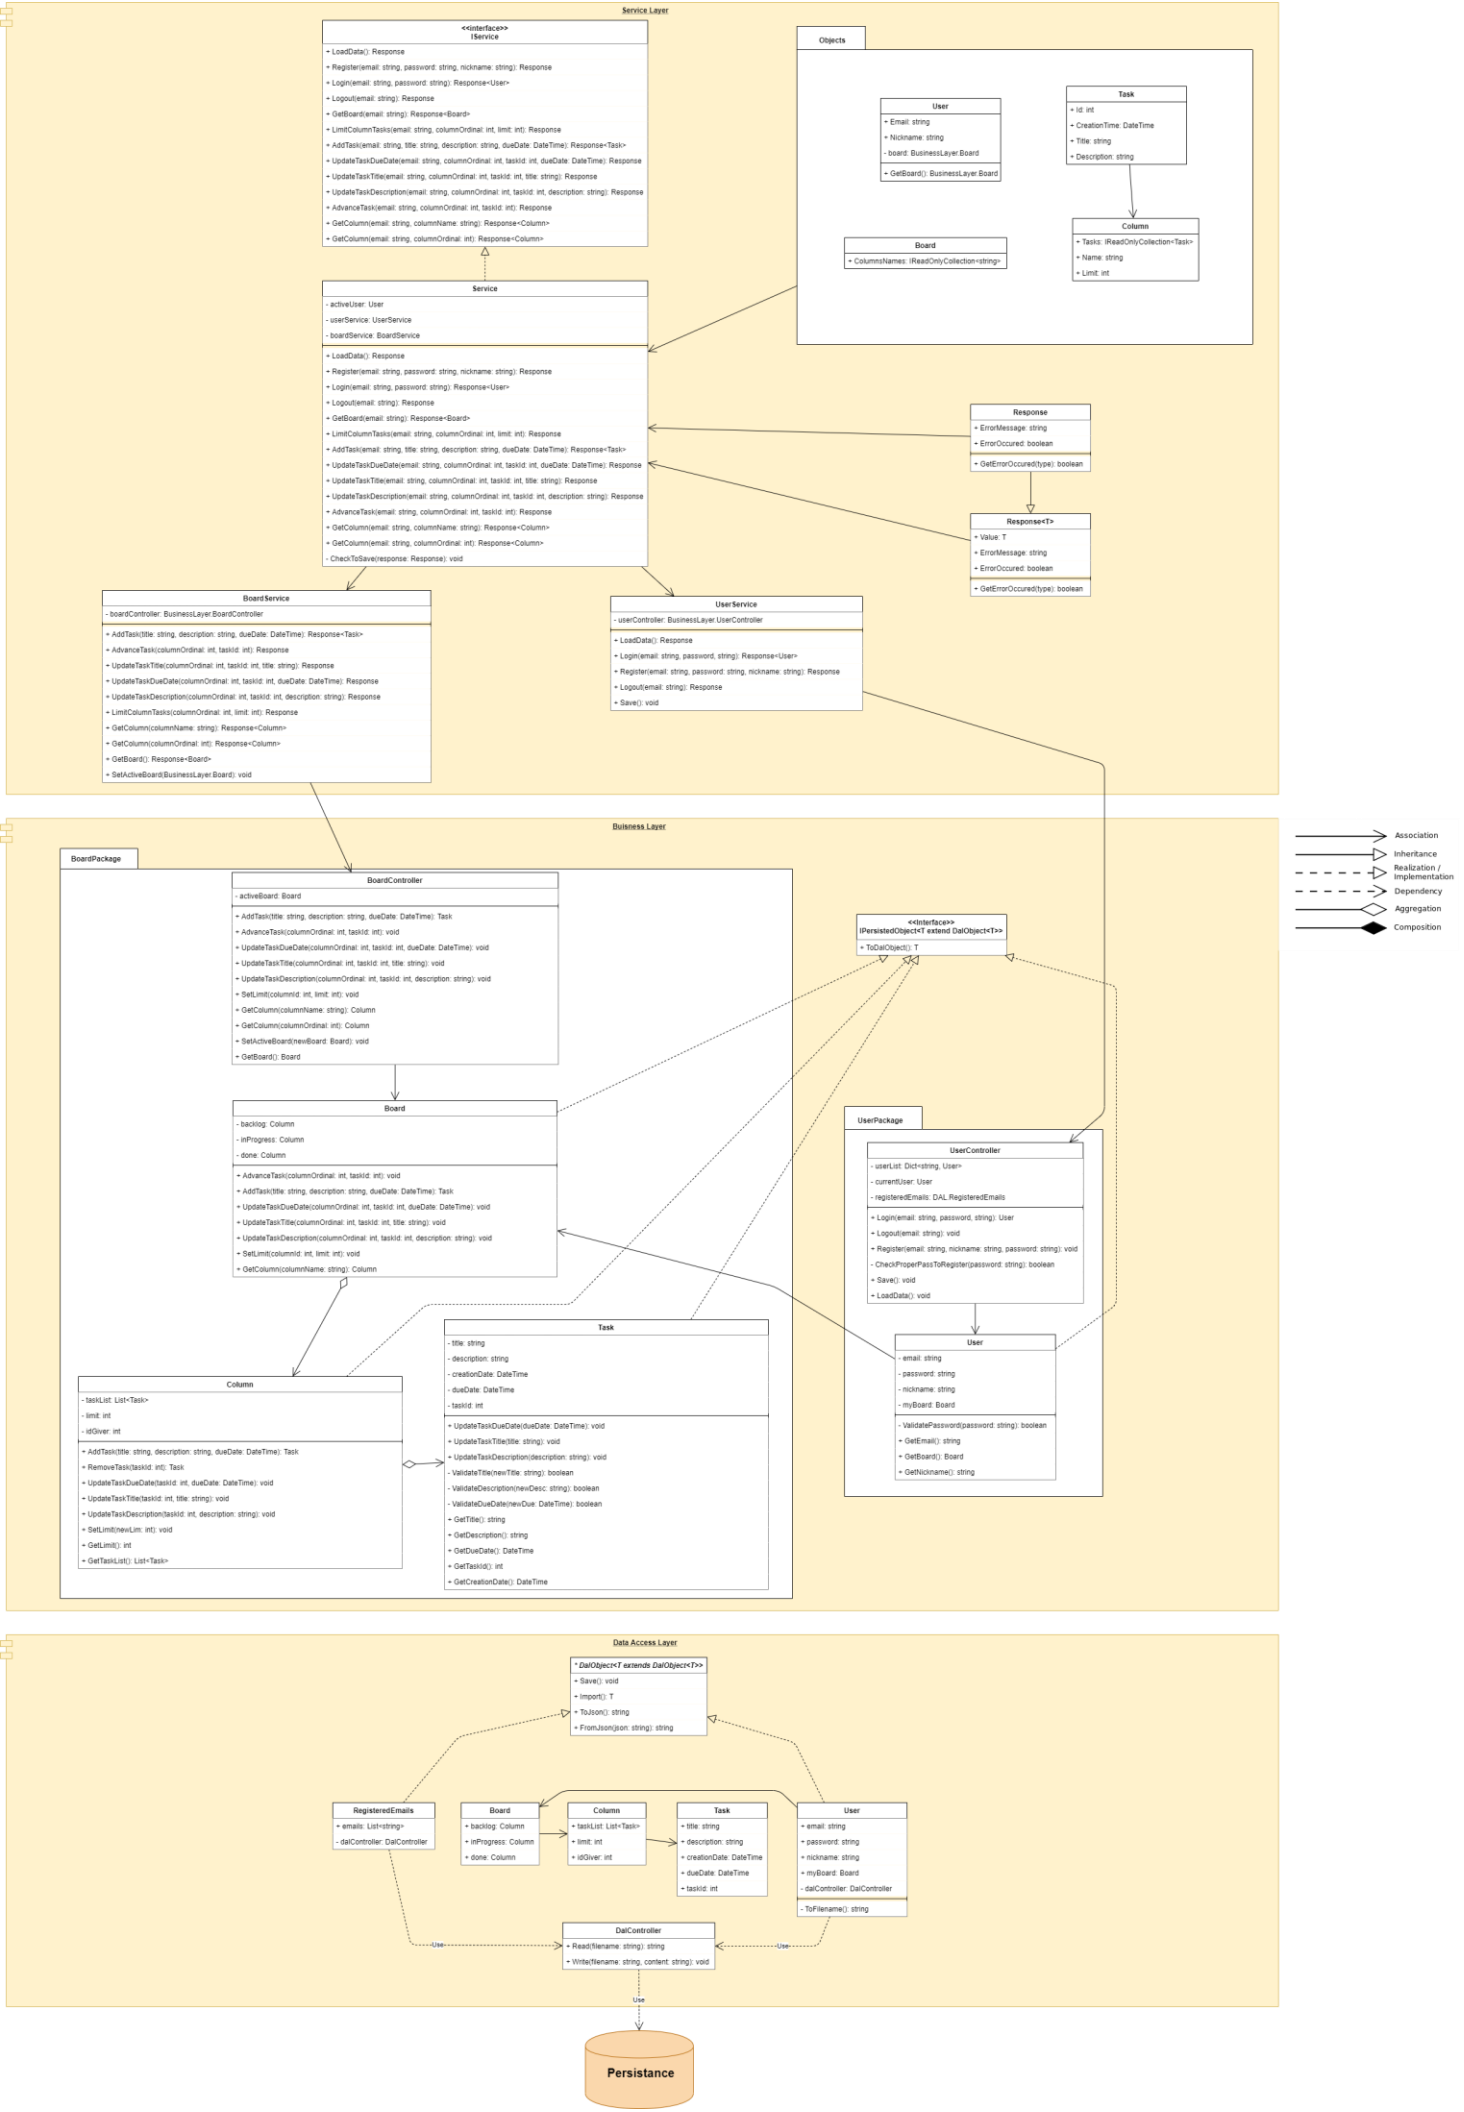 Service Layer
<<interface>>
IService
+ LoadData(): Response
+ Register(email: string, password: string, nickname: string): Response
+ Login(email: string, password: string): Response<User>
+ Logout(email: string): Response
+ GetBoard(email: string): Response<Board>
+ LimitColumnTasks(email: string, columnOrdinal: int, limit: int): Response
+ AddTask(email: string, title: string, description: string, dueDate: DateTime): Response<Task>
+ UpdateTaskDueDate(email: string, columnOrdinal: int, taskId: int, dueDate: DateTime): Response
+ UpdateTaskTitle(email: string, columnOrdinal: int, taskId: int, title: string): Response
+ UpdateTaskDescription(email: string, columnOrdinal: int, taskId: int, description: string): Response
+ AdvanceTask(email: string, columnOrdinal: int, taskId: int): Response
+ GetColumn(email: string, columnName: string): Response<Column>
+ GetColumn(email: string, columnOrdinal: int): Response<Column>
Objects
User
+ Email: string
+ Nickname: string
- board: BusinessLayer.Board
+ GetBoard(): BusinessLayer.Board
Task
+ Id: int
+ CreationTime: DateTime
+ Title: string
+ Description: string
Board
+ ColumnsNames: IReadOnlyCollection<string>
Column
+ Tasks: IReadOnlyCollection<Task>
+ Name: string
+ Limit: int
Service
- activeUser: User
- userService: UserService
- boardService: BoardService
+ LoadData(): Response
+ Register(email: string, password: string, nickname: string): Response
+ Login(email: string, password: string): Response<User>
+ Logout(email: string): Response
+ GetBoard(email: string): Response<Board>
+ LimitColumnTasks(email: string, columnOrdinal: int, limit: int): Response
+ AddTask(email: string, title: string, description: string, dueDate: DateTime): Response<Task>
+ UpdateTaskDueDate(email: string, columnOrdinal: int, taskId: int, dueDate: DateTime): Response
+ UpdateTaskTitle(email: string, columnOrdinal: int, taskId: int, title: string): Response
+ UpdateTaskDescription(email: string, columnOrdinal: int, taskId: int, description: string): Response
+ AdvanceTask(email: string, columnOrdinal: int, taskId: int): Response
+ GetColumn(email: string, columnName: string): Response<Column>
+ GetColumn(email: string, columnOrdinal: int): Response<Column>
- CheckToSave(response: Response): void
Response
+ ErrorMessage: string
+ ErrorOccured: boolean
+ GetErrorOccured(type): boolean
Response<T>
+ Value: T
+ ErrorMessage: string
+ ErrorOccured: boolean
+ GetErrorOccured(type): boolean
BoardService
- boardController: BusinessLayer.BoardController
+ AddTask(title: string, description: string, dueDate: DateTime): Response<Task>
+ AdvanceTask(columnOrdinal: int, taskId: int): Response
+ UpdateTaskTitle(columnOrdinal: int, taskId: int, title: string): Response
+ UpdateTaskDueDate(columnOrdinal: int, taskId: int, dueDate: DateTime): Response
+ UpdateTaskDescription(columnOrdinal: int, taskId: int, description: string): Response
+ LimitColumnTasks(columnOrdinal: int, limit: int): Response
+ GetColumn(columnName: string): Response<Column>
+ GetColumn(columnOrdinal: int): Response<Column>
+ GetBoard(): Response<Board>
+ SetActiveBoard(BusinessLayer.Board): void
UserService
- userController: BusinessLayer.UserController
+ LoadData(): Response
+ Login(email: string, password, string): Response<User>
+ Register(email: string, password: string, nickname: string): Response
+ Logout(email: string): Response
+ Save(): void
Buisness Layer
BoardPackage
BoardController
- activeBoard: Board
+ AddTask(title: string, description: string, dueDate: DateTime): Task
+ AdvanceTask(columnOrdinal: int, taskId: int): void
+ UpdateTaskDueDate(columnOrdinal: int, taskId: int, dueDate: DateTime): void
+ UpdateTaskTitle(columnOrdinal: int, taskId: int, title: string): void
+ UpdateTaskDescription(columnOrdinal: int, taskId: int, description: string): void
+ SetLimit(columnId: int, limit: int): void
+ GetColumn(columnName: string): Column
+ GetColumn(columnOrdinal: int): Column
+ SetActiveBoard(newBoard: Board): void
+ GetBoard(): Board
<<Interface>>
IPersistedObject<T extend DalObject<T>>
+ ToDalObject(): T
Association
Inheritance
Realization /
Implementation
Dependency
Aggregation
Composition
Board
- backlog: Column
- inProgress: Column
- done: Column
+ AdvanceTask(columnOrdinal: int, taskId: int): void
+ AddTask(title: string, description: string, dueDate: DateTime): Task
+ UpdateTaskDueDate(columnOrdinal: int, taskId: int, dueDate: DateTime): void
+ UpdateTaskTitle(columnOrdinal: int, taskId: int, title: string): void
+ UpdateTaskDescription(columnOrdinal: int, taskId: int, description: string): void
+ SetLimit(columnId: int, limit: int): void
+ GetColumn(columnName: string): Column
UserPackage
UserController
- userList: Dict<string, User>
- currentUser: User
- registeredEmails: DAL.RegisteredEmails
+ Login(email: string, password, string): User
+ Logout(email: string): void
+ Register(email: string, nickname: string, password: string): void
- CheckProperPassToRegister(password: string): boolean
+ Save(): void
+ LoadData(): void
User
- email: string
- password: string
- nickname: string
- myBoard: Board
- ValidatePassword(password: string): boolean
+ GetEmail(): string
+ GetBoard(): Board
+ GetNickname(): string
Column
- taskList: List<Task>
- limit: int
- idGiver: int
+ AddTask(title: string, description: string, dueDate: DateTime): Task
+ RemoveTask(taskId: int): Task
+ UpdateTaskDueDate(taskId: int, dueDate: DateTime): void
+ UpdateTaskTitle(taskId: int, title: string): void
+ UpdateTaskDescription(taskId: int, description: string): void
+ SetLimit(newLim: int): void
+ GetLimit(): int
+ GetTaskList(): List<Task>
Task
- title: string
- description: string
- creationDate: DateTime
- dueDate: DateTime
- taskId: int
+ UpdateTaskDueDate(dueDate: DateTime): void
+ UpdateTaskTitle(title: string): void
+ UpdateTaskDescription(description: string): void
- ValidateTitle(newTitle: string): boolean
- ValidateDescription(newDesc: string): boolean
- ValidateDueDate(newDue: DateTime): boolean
+ GetTitle(): string
+ GetDescription(): string
+ GetDueDate(): DateTime
+ GetTaskId(): int
+ GetCreationDate(): DateTime
Data Access Layer
* DalObject<T extends DalObject<T>>
+ Save(): void
+ Import(): T
+ ToJson(): string
+ FromJson(json: string): string
RegisteredEmails
+ emails: List<string>
- dalController: DalController
Board
+ backlog: Column
+ inProgress: Column
+ done: Column
Column
+ taskList: List<Task>
+ limit: int
+ idGiver: int
Task
+ title: string
+ description: string
+ creationDate: DateTime
+ dueDate: DateTime
+ taskId: int
User
+ email: string
+ password: string
+ nickname: string
+ myBoard: Board
- dalController: DalController
- ToFilename(): string
DalController
+ Read(filename: string): string
+ Write(filename: string, content: string): void
Use
Use
Use
Persistance